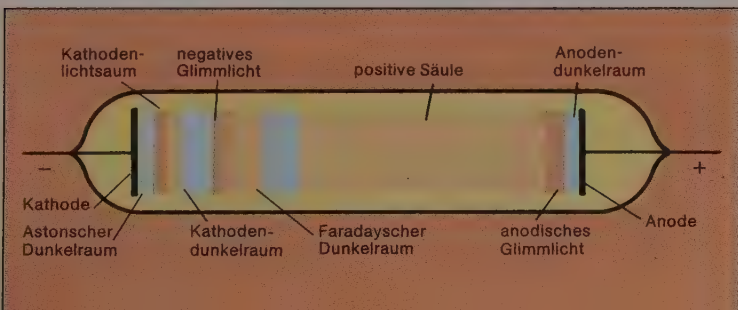 Kathoden-
lichtsaum
negatives
Glimmlicht
positive Säule
Anoden-
dunkelraum
–
+
Kathode
Astonscher
Dunkelraum
Kathoden-
dunkelraum
Faradayscher
Dunkelraum
anodisches
Glimmlicht
Anode